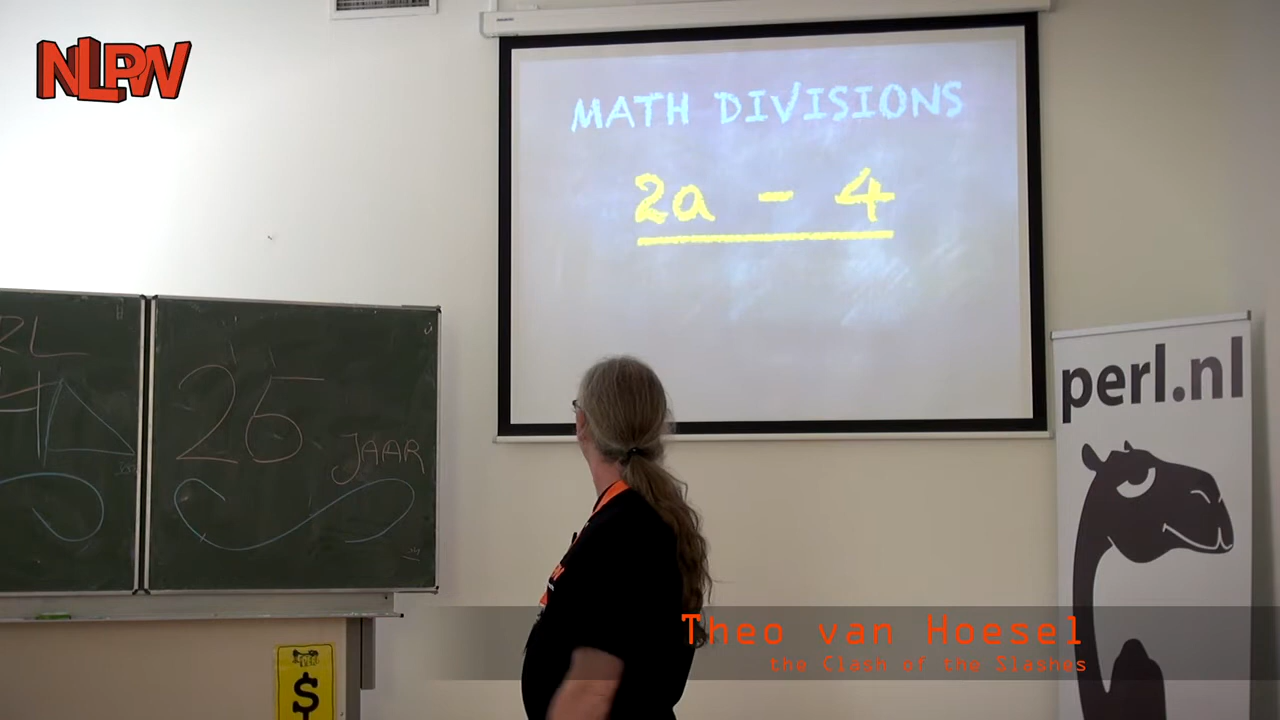 NLPW
MATH DIVISIONS
2a - 4
perl.nl
25
JAAR
Theo van Hoesel
the Clash of the Slashes
$